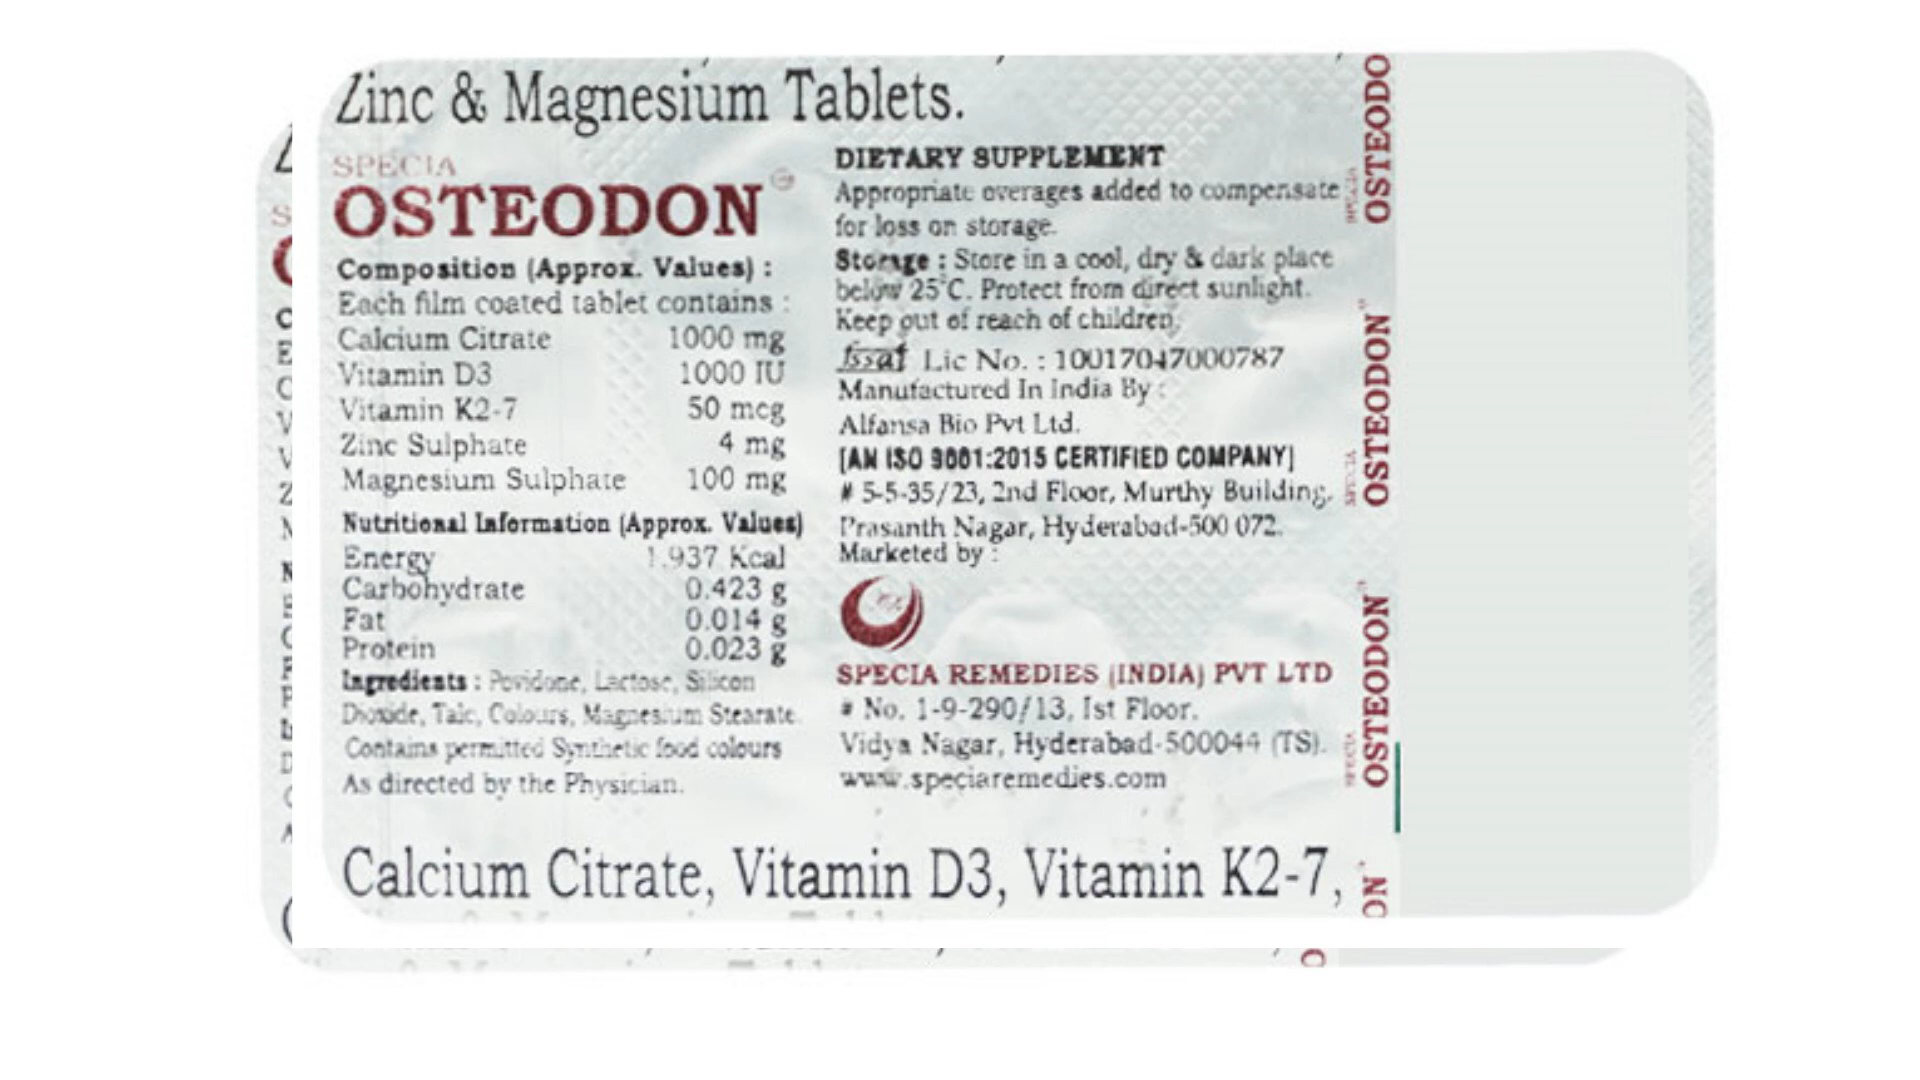 Zinc & Magnesium Tablets.
SPECIA
OSTEODON
Composition (Approx. Values) :
Each film coated tablet contains :
Calcium Citrate 1000 mg
Vitamin D3 1000 IU
Vitamin K2-7 50 mcg
Zinc Sulphate 4 mg
Magnesium Sulphate 100 mg
Nutritional Information (Approx. Values)
Energy 1.937 Kcal
Carbohydrate 0.423 g
Fat 0.014 g
Protein 0.023 g
Ingredients : Povidone, Lactose, Silicon
Dioxide, Talc, Colours, Magnesium Stearate.
Contains permitted Synthetic food colours
As directed by the Physician.
DIETARY SUPPLEMENT
Appropriate overages added to compensate
for loss on storage.
Storage : Store in a cool, dry & dark place
below 25°C. Protect from direct sunlight.
Keep out of reach of children.
fssai Lic No. : 10017047000787
Manufactured In India By :
Alfansa Bio Pvt Ltd.
[AN ISO 9001:2015 CERTIFIED COMPANY]
# 5-5-35/23, 2nd Floor, Murthy Building,
Prasanth Nagar, Hyderabad-500 072.
Marketed by :
SPECIA REMEDIES (INDIA) PVT LTD
# No. 1-9-290/13, Ist Floor.
Vidya Nagar, Hyderabad-500044 (TS).
www.speciaremedies.com
Calcium Citrate, Vitamin D3, Vitamin K2-7,
SPECIA
OSTEODO
SPECIA
OSTEODON
SPECIA
OSTEODON
ON